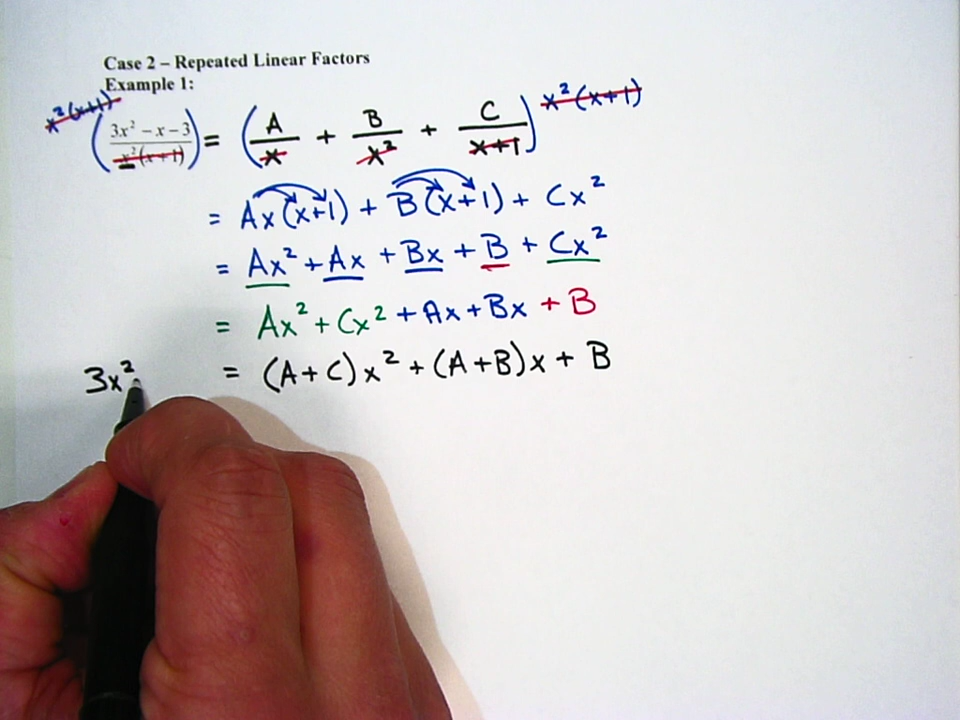 Case 2 – Repeated Linear Factors
Example 1:
x²(x+1) (3x² – x – 3 / x²(x+1)) = (A/x + B/x² + C/x+1) x²(x+1)
= Ax(x+1) + B(x+1) + Cx²
= Ax² + Ax + Bx + B + Cx²
= Ax² + Cx² + Ax + Bx + B
3x² = (A+C)x² + (A+B)x + B